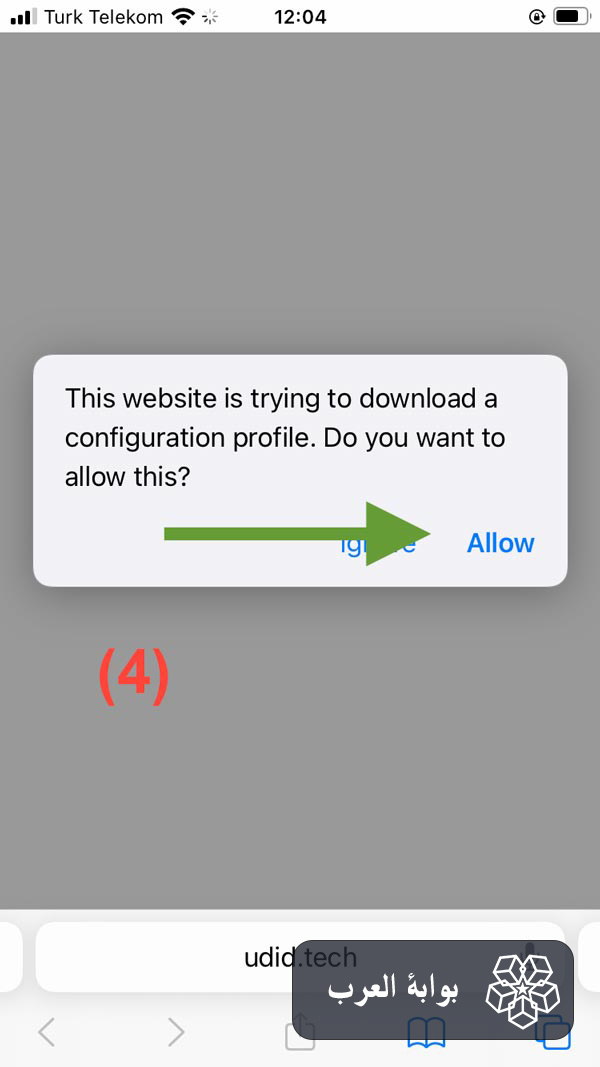 Turk Telekom
12:04
This website is trying to download a
configuration profile. Do you want to
allow this?
Allow
(4)
udid.tech
بوابة العرب